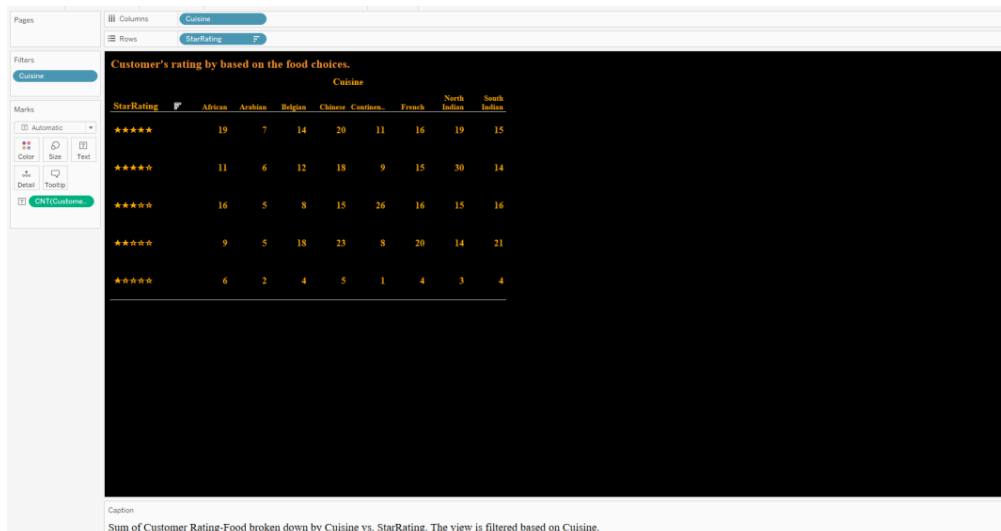 Pages
Columns
Cuisine
Rows
StarRating
Filters
Cuisine
Marks
Automatic
Color Size Text
Detail Tooltip
CNT(Custome..
Customer's rating by based on the food choices.
Cuisine
StarRating African Arabian Belgian Chinese Continen.. French North Indian South Indian
★★★★★ 19 7 14 20 11 16 19 15
★★★★☆ 11 6 12 18 9 15 30 14
★★★☆☆ 16 5 8 15 26 16 15 16
★★☆☆☆ 9 5 18 23 8 20 14 21
★☆☆☆☆ 6 2 4 5 1 4 3 4
Caption
Sum of Customer Rating-Food broken down by Cuisine vs. StarRating. The view is filtered based on Cuisine.